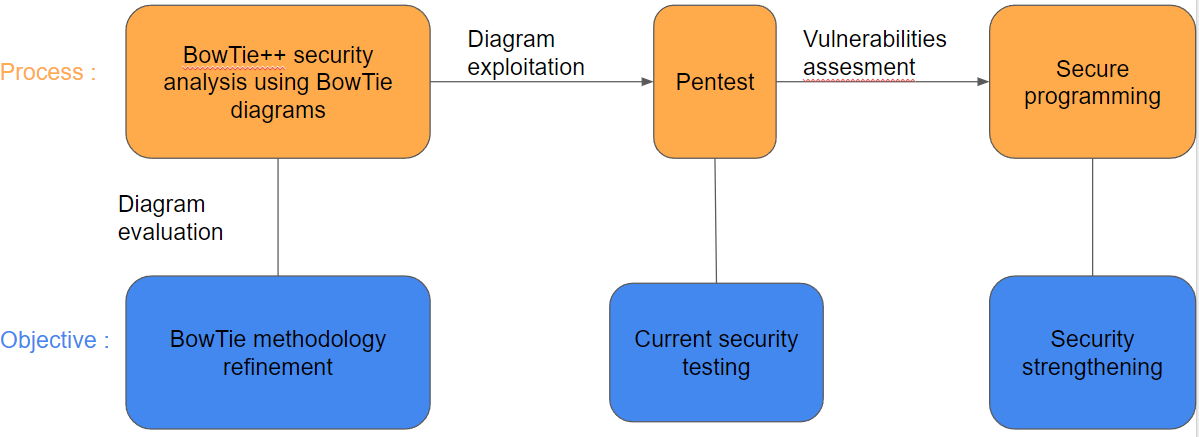 Process :
BowTie++ security
analysis using BowTie
diagrams
Diagram
exploitation
Pentest
Vulnerabilities
assesment
Secure
programming
Diagram
evaluation
Objective :
BowTie methodology
refinement
Current security
testing
Security
strengthening